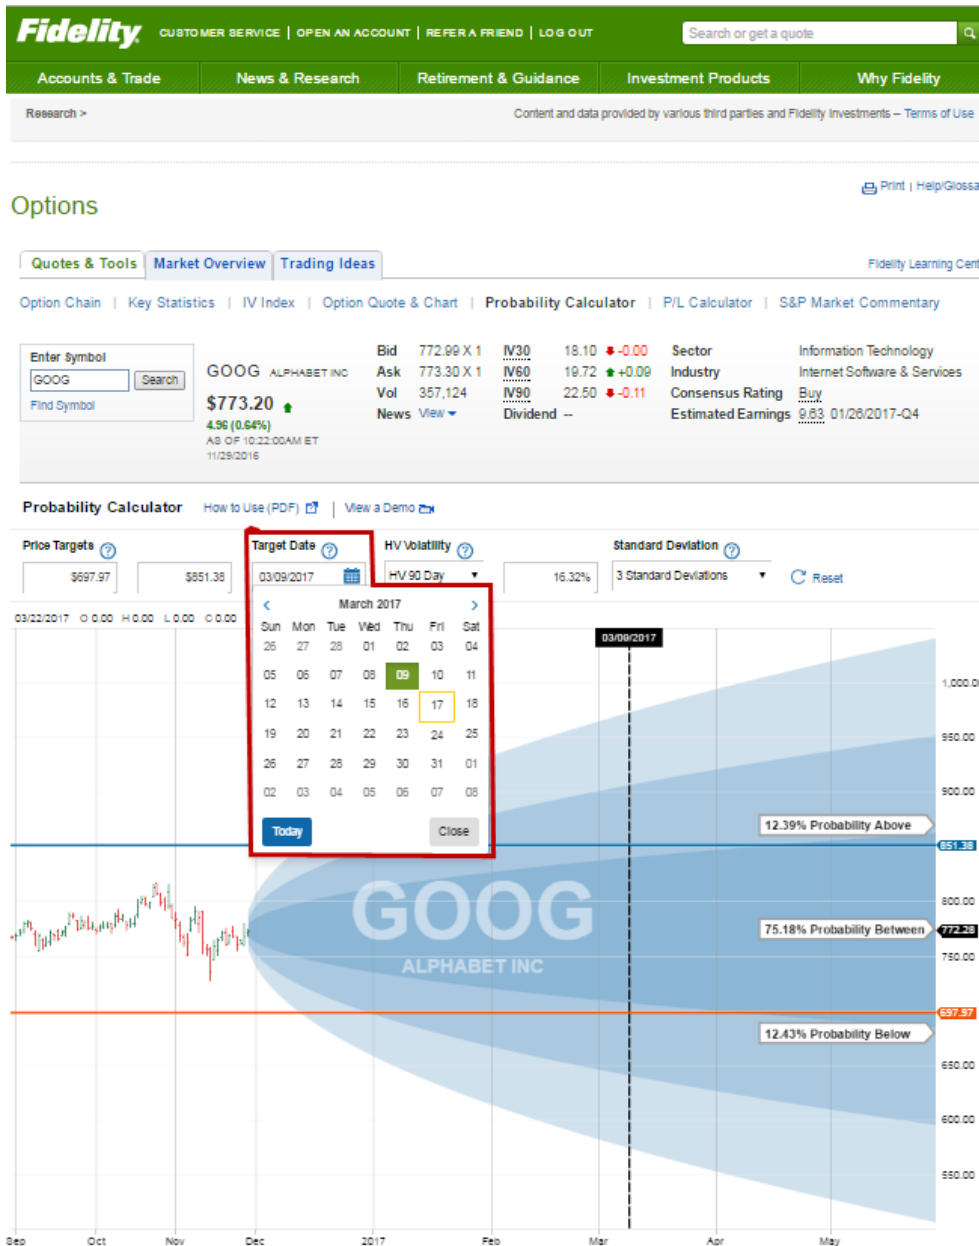 Fidelity CUSTOMER SERVICE | OPEN AN ACCOUNT | REFER A FRIEND | LOG OUT Search or get a quote
Accounts & Trade News & Research Retirement & Guidance Investment Products Why Fidelity
Research > Content and data provided by various third parties and Fidelity Investments – Terms of Use
Print | Help/Glossa
Options
Quotes & Tools Market Overview Trading Ideas Fidelity Learning Cent
Option Chain | Key Statistics | IV Index | Option Quote & Chart | Probability Calculator | P/L Calculator | S&P Market Commentary
Enter Symbol
GOOG Search
Find Symbol
GOOG ALPHABET INC
$773.20
4.96 (0.64%)
AS OF 10:22:00AM ET
11/29/2016
Bid 772.99 X 1 IV30 18.10 -0.00 Sector Information Technology
Ask 773.30 X 1 IV60 19.72 +0.09 Industry Internet Software & Services
Vol 357,124 IV90 22.50 -0.11 Consensus Rating Buy
News View Dividend -- Estimated Earnings 9.63 01/26/2017-Q4
Probability Calculator How to Use (PDF) | View a Demo
Price Targets ? Target Date ? HV Volatility ? Standard Deviation ?
$697.97 $851.38 03/09/2017 HV 90 Day 16.32% 3 Standard Deviations Reset
03/22/2017 O 0.00 H 0.00 L 0.00 C 0.00
< March 2017 >
Sun Mon Tue Wed Thu Fri Sat
26 27 28 01 02 03 04
05 06 07 08 09 10 11
12 13 14 15 16 17 18
19 20 21 22 23 24 25
26 27 28 29 30 31 01
02 03 04 05 06 07 08
Today Close
03/09/2017
1,000.0
950.00
900.00
12.39% Probability Above
851.38
800.00
GOOG
ALPHABET INC
75.18% Probability Between
772.28
750.00
697.97
12.43% Probability Below
650.00
600.00
550.00
Sep Oct Nov Dec 2017 Feb Mar Apr May